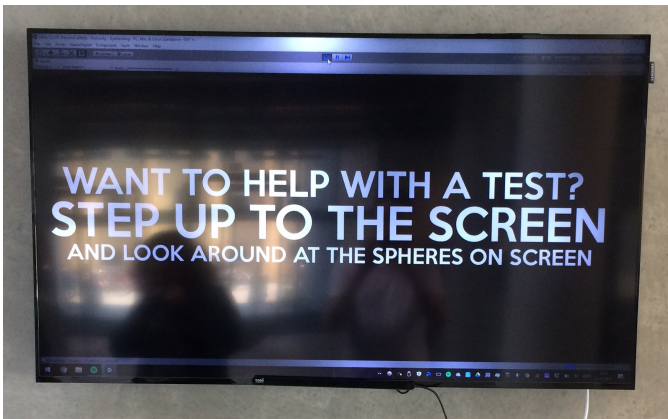 WANT TO HELP WITH A TEST?
STEP UP TO THE SCREEN
AND LOOK AROUND AT THE SPHERES ON SCREEN